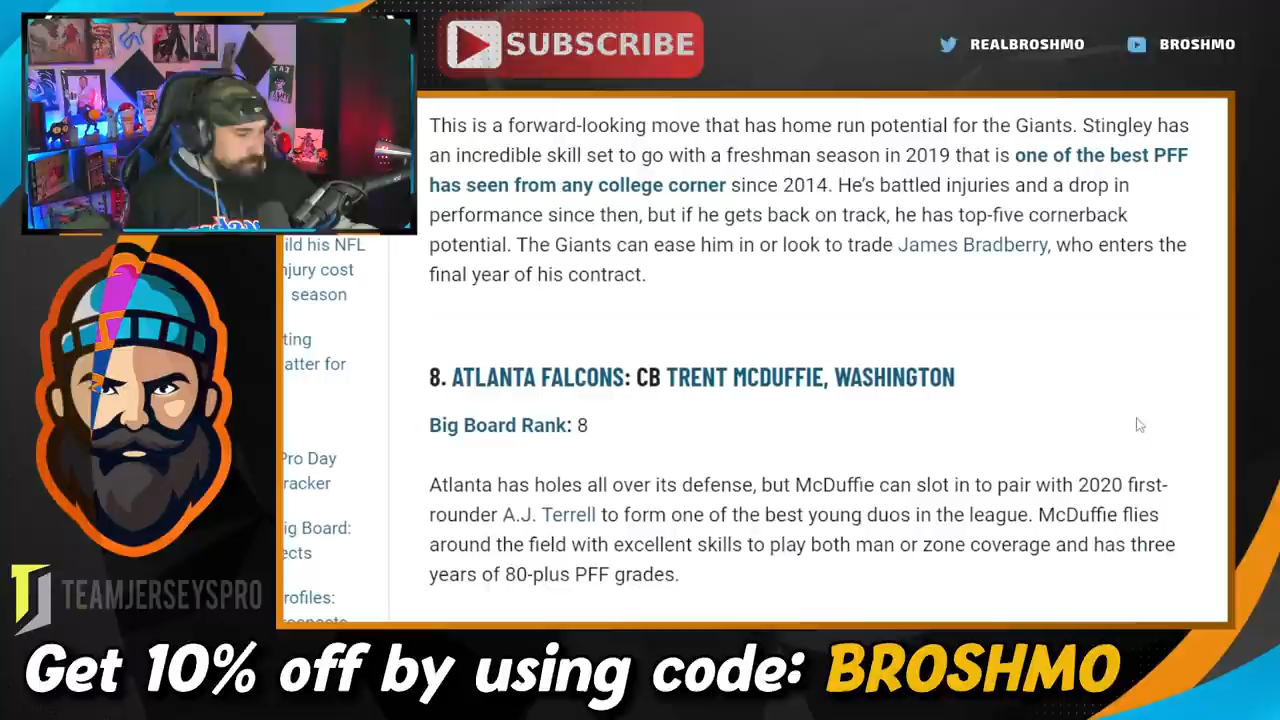 SUBSCRIBE
REALBROSHMO
BROSHMO
TAZ
This is a forward-looking move that has home run potential for the Giants. Stingley has
an incredible skill set to go with a freshman season in 2019 that is one of the best PFF
has seen from any college corner since 2014. He's battled injuries and a drop in
performance since then, but if he gets back on track, he has top-five cornerback
potential. The Giants can ease him in or look to trade James Bradberry, who enters the
final year of his contract.
ild his NFL
njury cost
season
ting
atter for
Pro Day
racker
ig Board:
ects
rofiles:
8. ATLANTA FALCONS: CB TRENT MCDUFFIE, WASHINGTON
Big Board Rank: 8
Atlanta has holes all over its defense, but McDuffie can slot in to pair with 2020 first-
rounder A.J. Terrell to form one of the best young duos in the league. McDuffie flies
around the field with excellent skills to play both man or zone coverage and has three
years of 80-plus PFF grades.
TJ TEAMJERSEYSPRO
Get 10% off by using code: BROSHMO